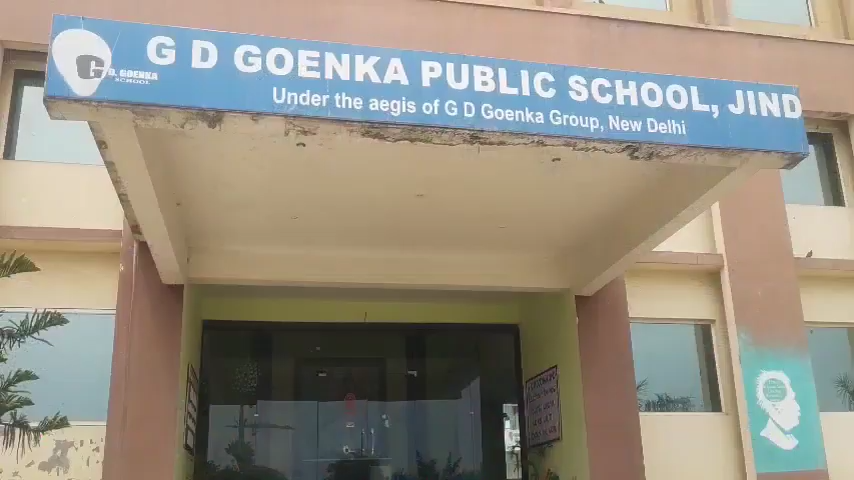 G D GOENKA PUBLIC SCHOOL, JIND
Under the aegis of G D Goenka Group, New Delhi
G D. GOENKA
SCHOOL